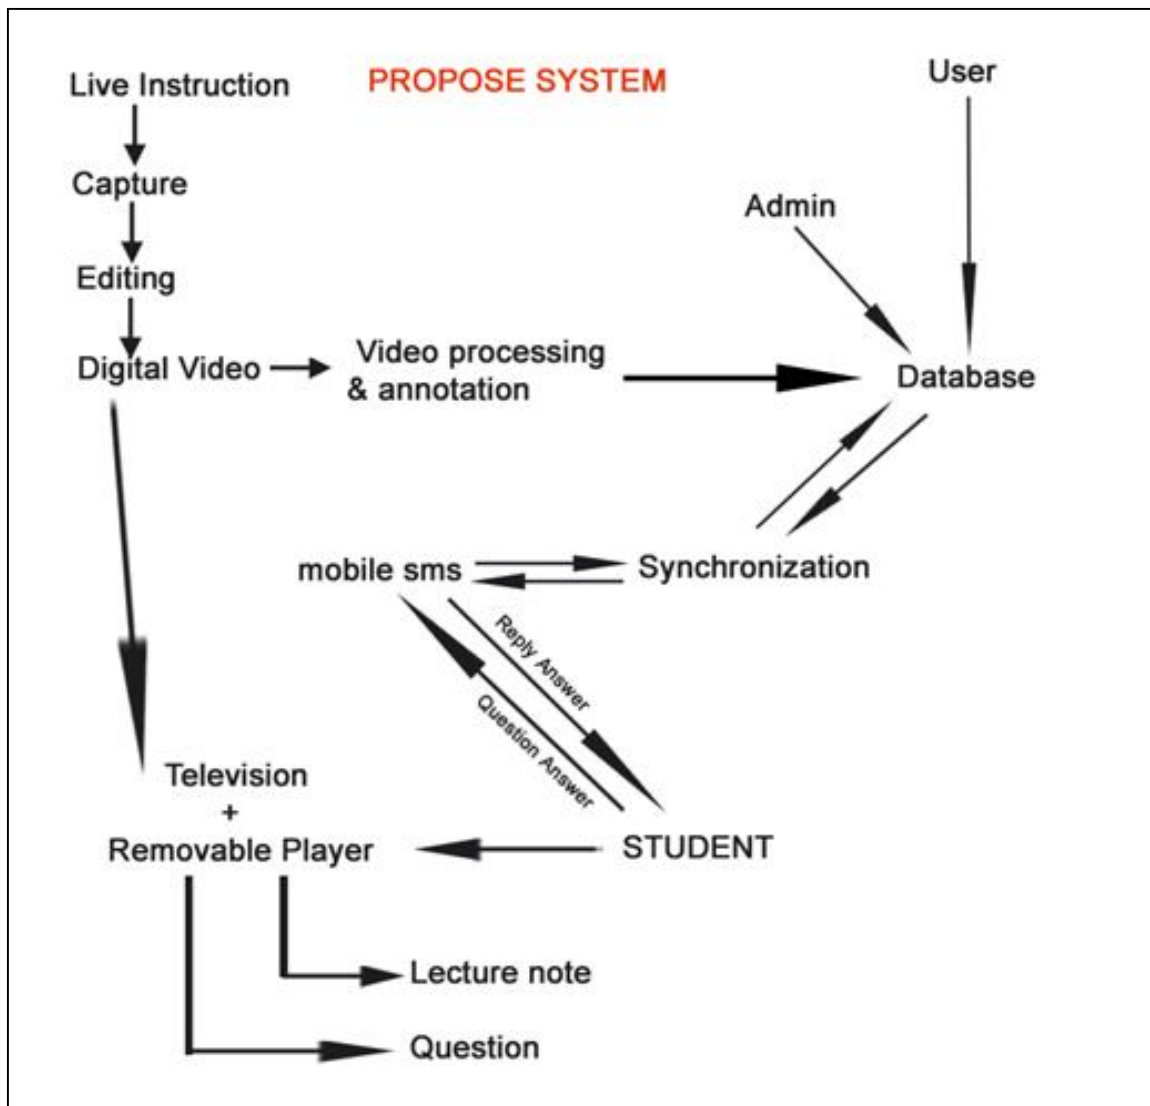 PROPOSE SYSTEM
Live Instruction
User
Capture
Admin
Editing
Digital Video
Video processing
& annotation
Database
mobile sms
Synchronization
Reply Answer
Question Answer
Television
+
Removable Player
STUDENT
Lecture note
Question